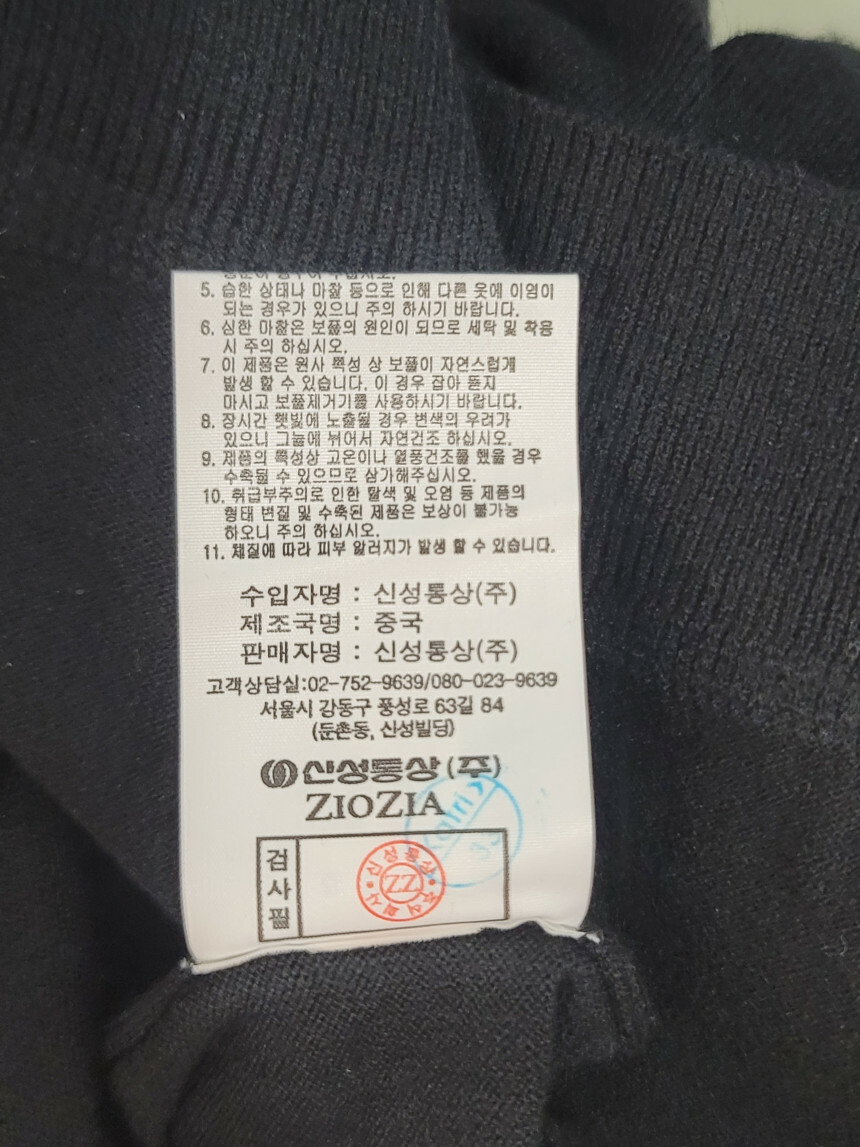 5. 습한 상태나 마찰 등으로 인해 다른 옷에 이염이
되는 경우가 있으니 주의 하시기 바랍니다.
6. 심한 마찰은 보풀의 원인이 되므로 세탁 및 착용
시 주의 하십시오.
7. 이 제품은 원사 특성 상 보풀이 자연스럽게
발생 할 수 있습니다. 이 경우 잡아 뜯지
마시고 보풀제거기를 사용하시기 바랍니다.
8. 장시간 햇빛에 노출될 경우 변색의 우려가
있으니 그늘에 뉘어서 자연건조 하십시오.
9. 제품의 특성상 고온이나 열풍건조를 했을 경우
수축될 수 있으므로 삼가해주십시오.
10. 취급부주의로 인한 탈색 및 오염 등 제품의
형태 변질 및 수축된 제품은 보상이 불가능
하오니 주의 하십시오.
11. 체질에 따라 피부 알러지가 발생 할 수 있습니다.
수입자명 : 신성통상(주)
제조국명 : 중국
판매자명 : 신성통상(주)
고객상담실:02-752-9639/080-023-9639
서울시 강동구 풍성로 63길 84
(둔촌동, 신성빌딩)
신성통상(주)
ZIOZIA
검사필
신성통상
ZZ
주식회사